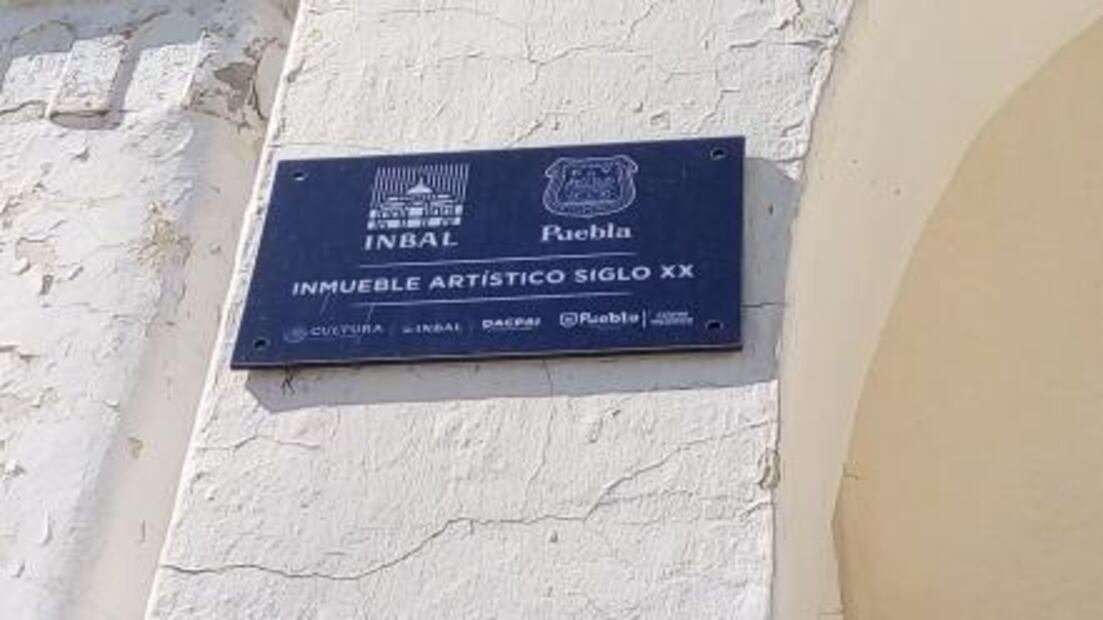 INBAL Puebla
INMUEBLE ARTÍSTICO SIGLO XX
CULTURA INBAL DACPAI Puebla